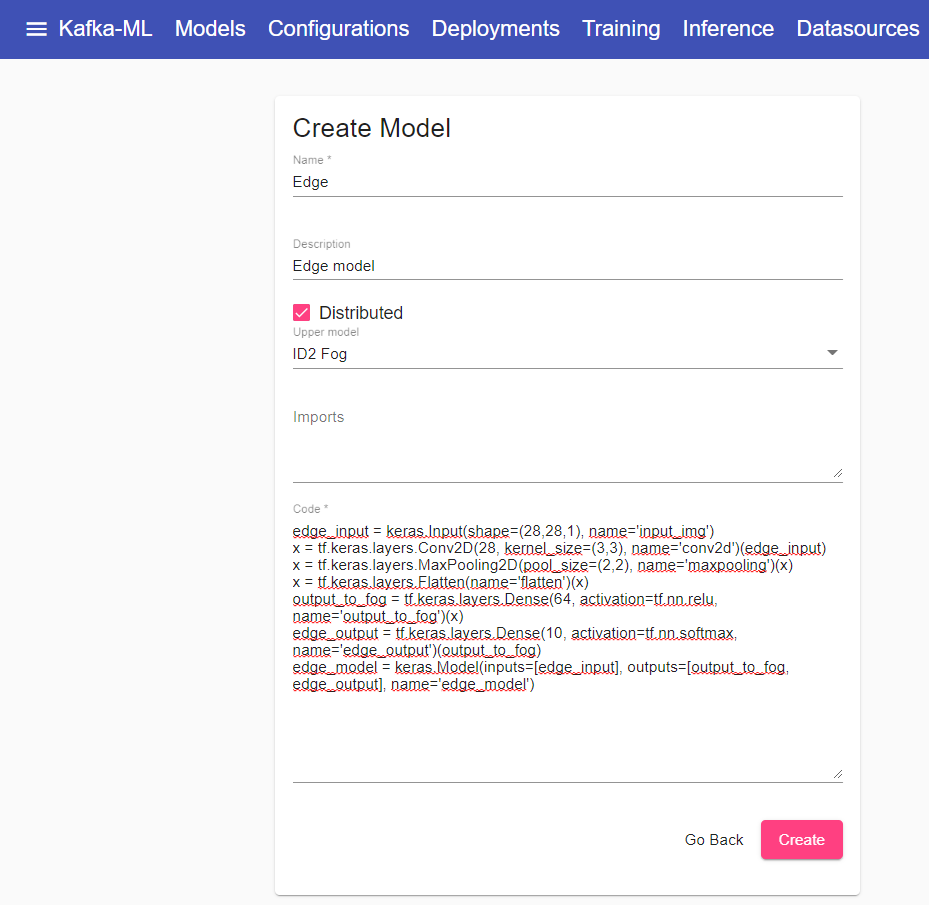 Kafka-ML Models Configurations Deployments Training Inference Datasources
Create Model
Name *
Edge
Description
Edge model
Distributed
Upper model
ID2 Fog
Imports
Code *
edge_input = keras.Input(shape=(28,28,1), name='input_img')
x = tf.keras.layers.Conv2D(28, kernel_size=(3,3), name='conv2d')(edge_input)
x = tf.keras.layers.MaxPooling2D(pool_size=(2,2), name='maxpooling')(x)
x = tf.keras.layers.Flatten(name='flatten')(x)
output_to_fog = tf.keras.layers.Dense(64, activation=tf.nn.relu,
name='output_to_fog')(x)
edge_output = tf.keras.layers.Dense(10, activation=tf.nn.softmax,
name='edge_output')(output_to_fog)
edge_model = keras.Model(inputs=[edge_input], outputs=[output_to_fog,
edge_output], name='edge_model')
Go Back Create